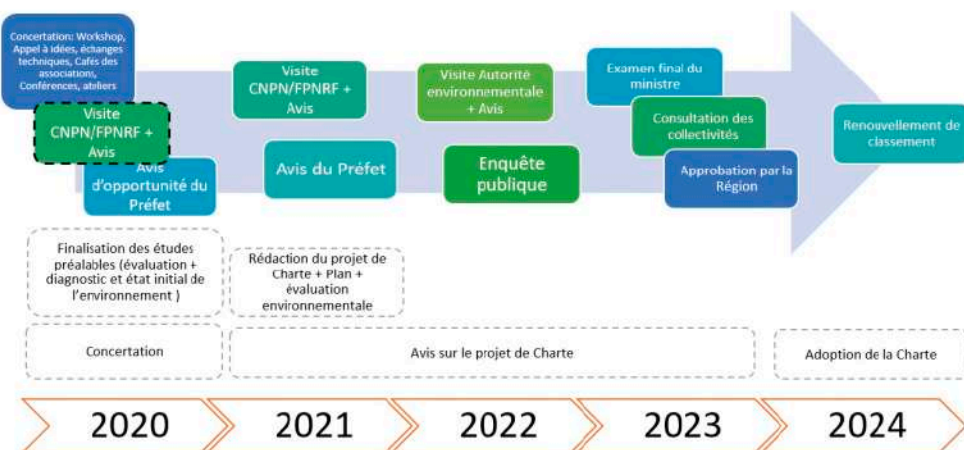 Concertation: Workshop,
Appel à idées, échanges
techniques, Cafés des
associations,
Conférences, ateliers
Visite
CNPN/FPNRF +
Avis
Avis
d'opportunité du
Préfet
Visite
CNPN/FPNRF +
Avis
Avis du Préfet
Visite Autorité
environnementale
+ Avis
Enquête
publique
Examen final du
ministre
Consultation des
collectivités
Approbation par la
Région
Renouvellement de
classement
Finalisation des études
préalables (évaluation +
diagnostic et état initial de
l'environnement )
Rédaction du projet de
Charte + Plan +
évaluation
environnementale
Concertation
Avis sur le projet de Charte
Adoption de la Charte
2020
2021
2022
2023
2024